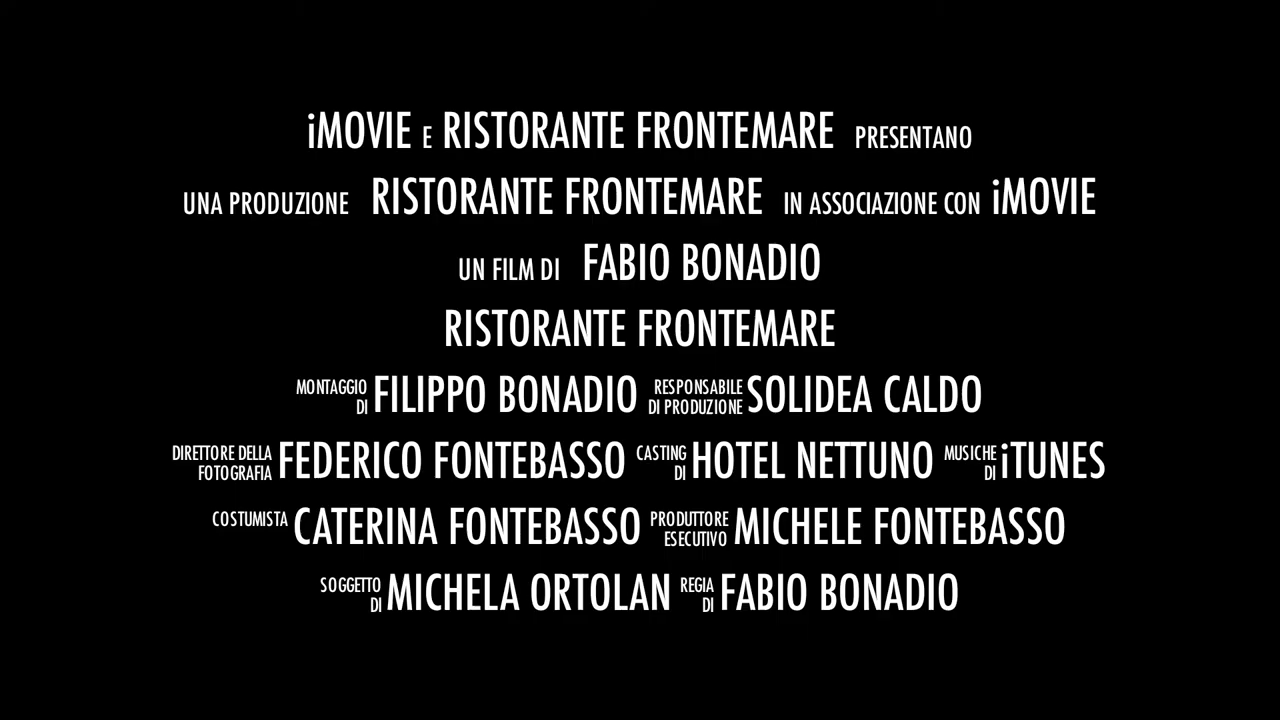 iMOVIE E RISTORANTE FRONTEMARE PRESENTANO
UNA PRODUZIONE RISTORANTE FRONTEMARE IN ASSOCIAZIONE CON iMOVIE
UN FILM DI FABIO BONADIO
RISTORANTE FRONTEMARE
MONTAGGIO DI FILIPPO BONADIO RESPONSABILE DI PRODUZIONE SOLIDEA CALDO
DIRETTORE DELLA FOTOGRAFIA FEDERICO FONTEBASSO CASTING DI HOTEL NETTUNO MUSICHE DI iTUNES
COSTUMISTA CATERINA FONTEBASSO PRODUTTORE ESECUTIVO MICHELE FONTEBASSO
SOGGETTO DI MICHELA ORTOLAN REGIA DI FABIO BONADIO